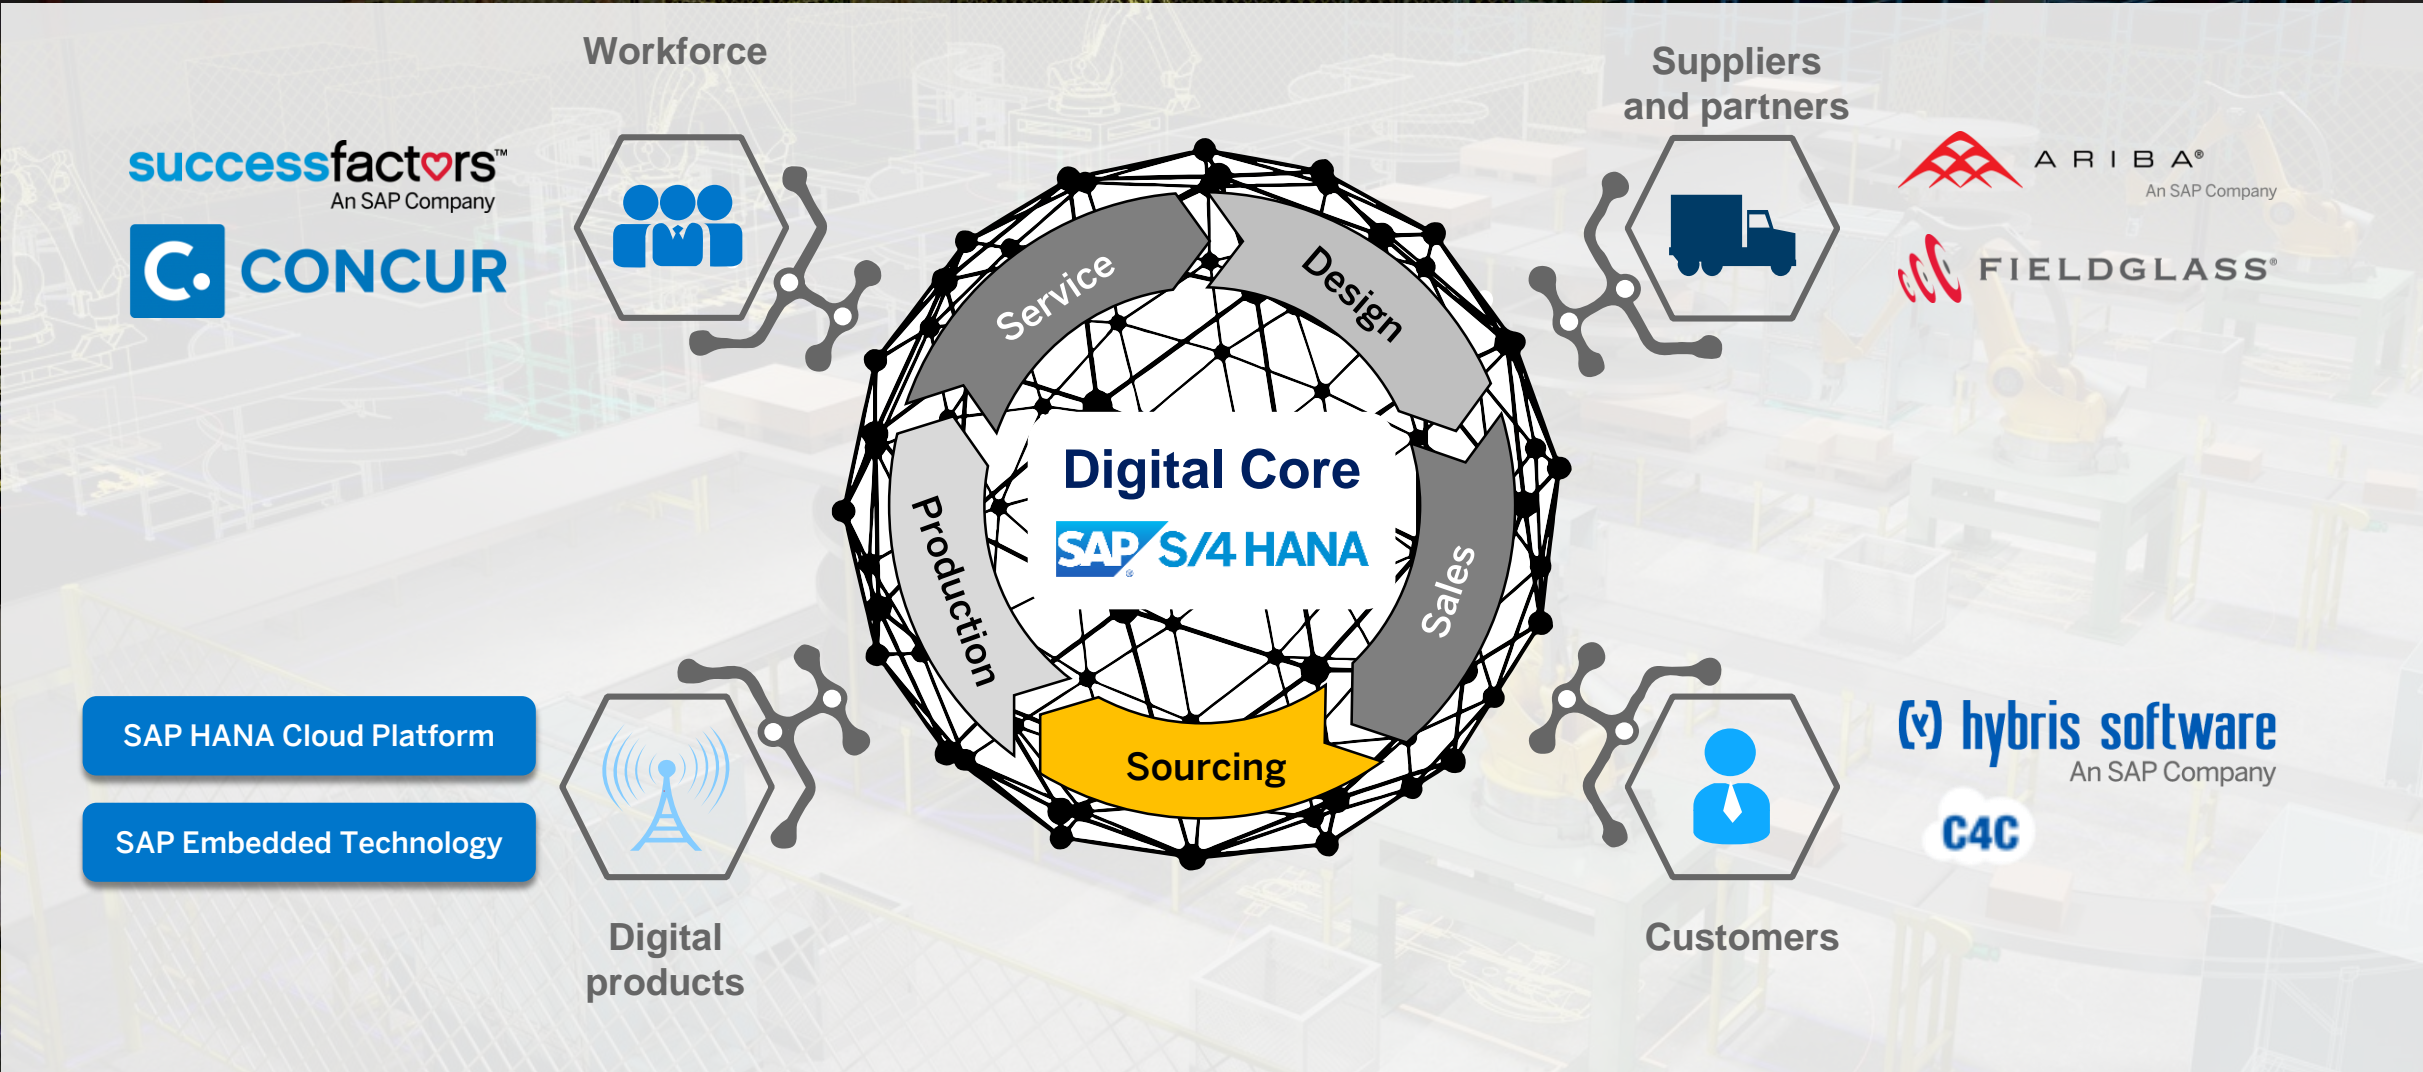 Workforce
successfactors™
An SAP Company
C. CONCUR
Suppliers
and partners
ARIBA®
An SAP Company
FIELDGLASS®
Service
Design
Digital Core
SAP® S/4 HANA
Production
Sales
Sourcing
SAP HANA Cloud Platform
SAP Embedded Technology
Digital
products
Customers
(y) hybris software
An SAP Company
C4C